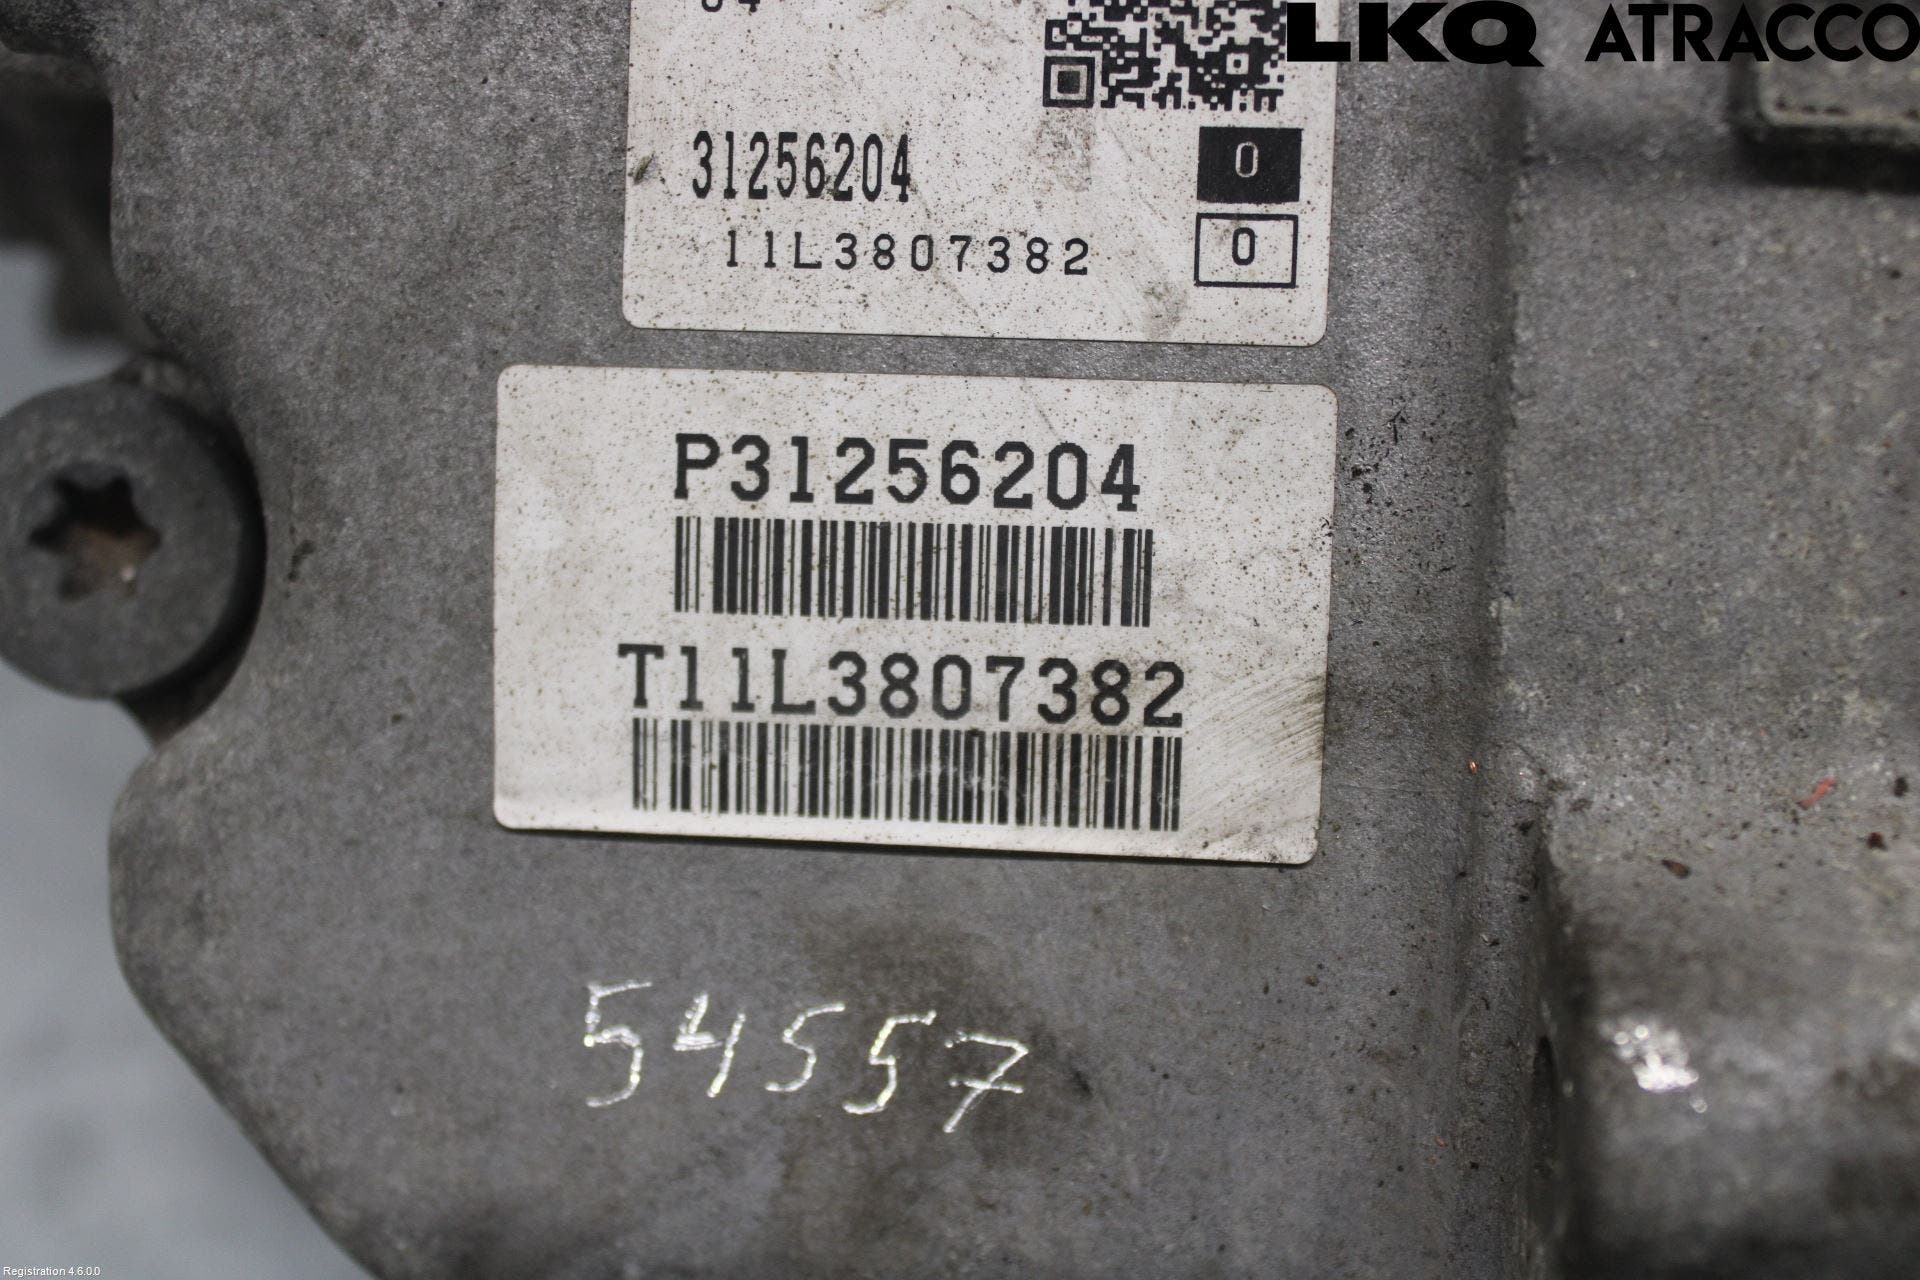 LKQ ATRACCO
31256204
0
11L3807382
0
P31256204
T11L3807382
54557
Registration 4.6.0.0